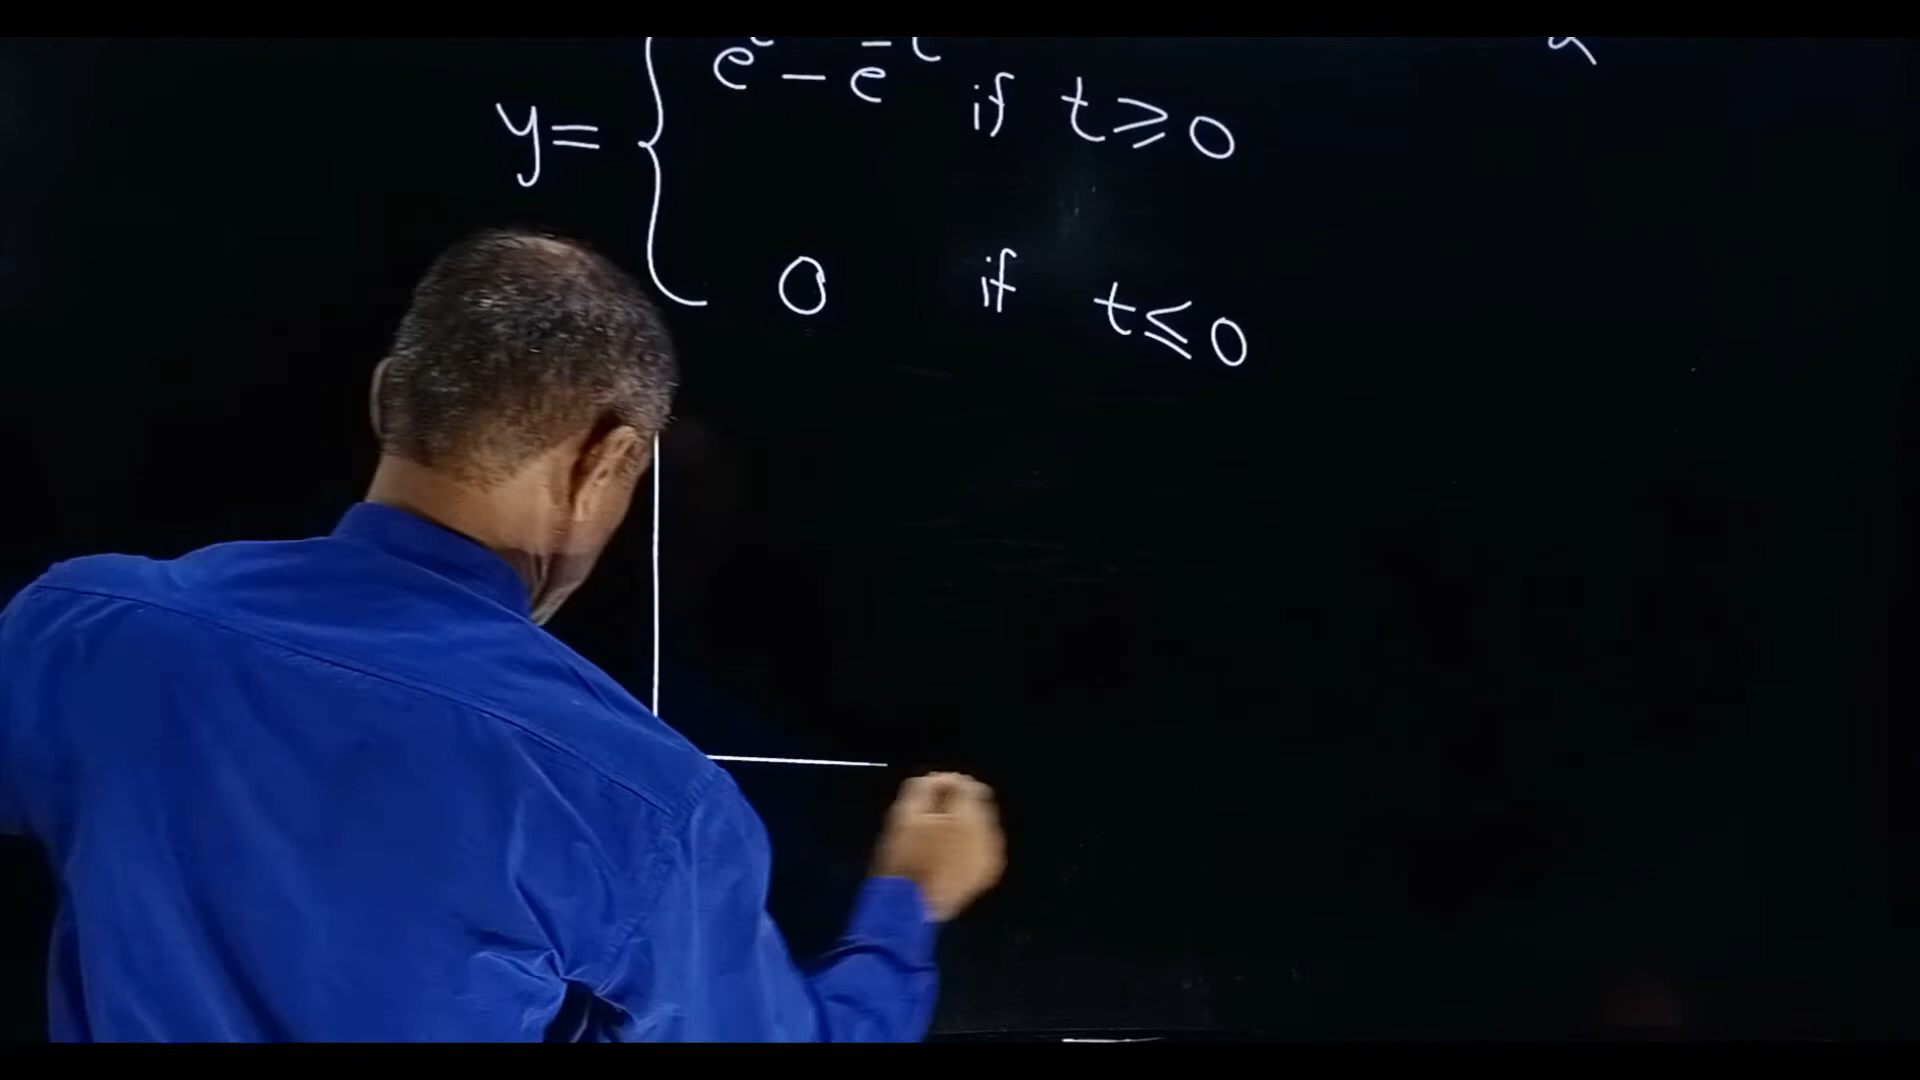 y = { e^t - e^-t if t ≥ 0
0 if t ≤ 0